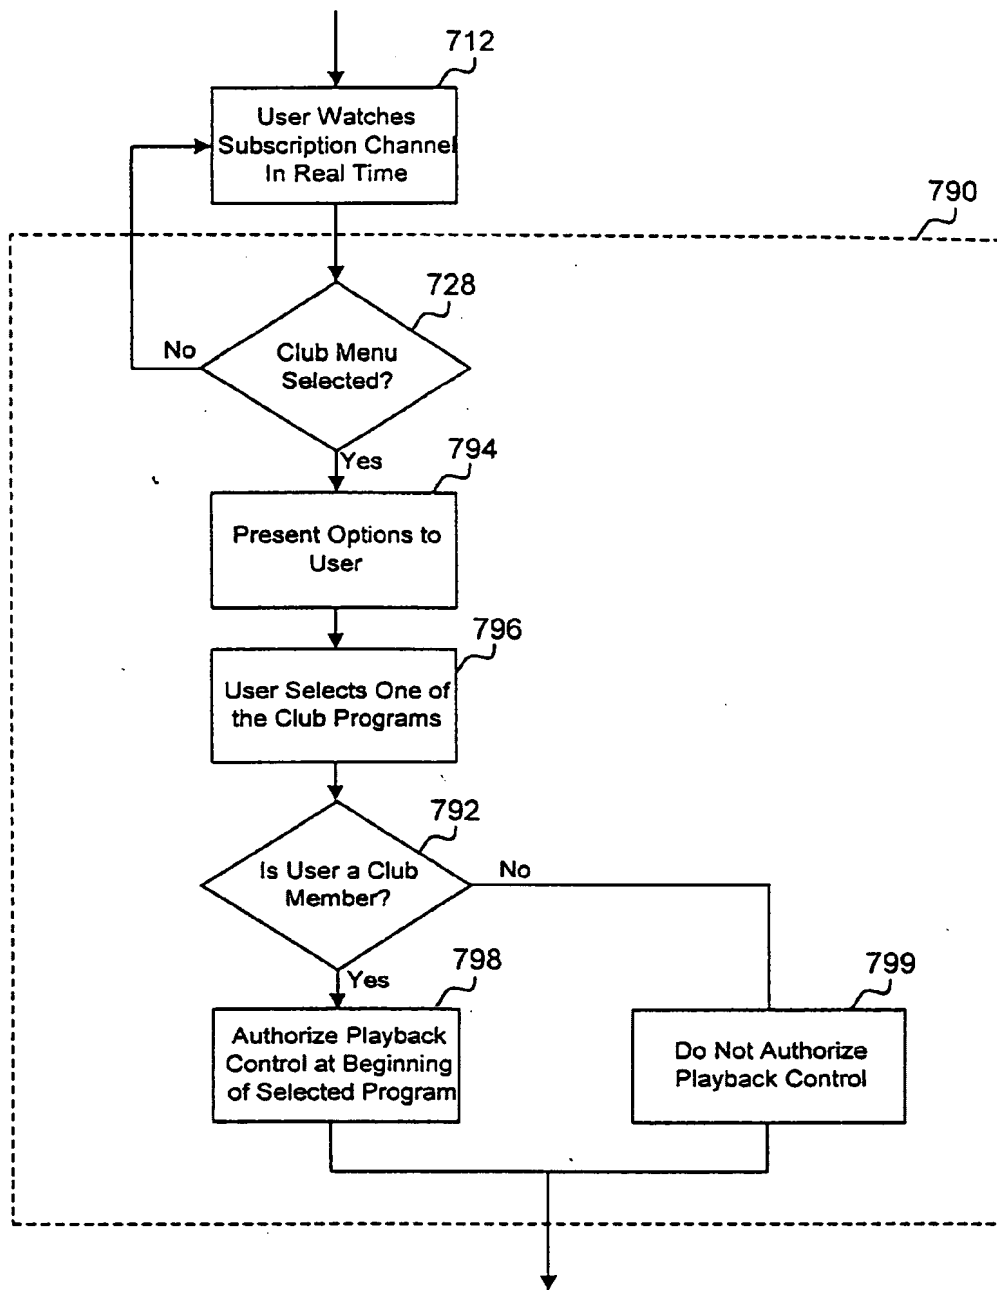 712
User Watches
Subscription Channel
In Real Time
790
728
Club Menu
Selected?
No
Yes
794
Present Options to
User
796
User Selects One of
the Club Programs
792
Is User a Club
Member?
No
Yes
798
Authorize Playback
Control at Beginning
of Selected Program
799
Do Not Authorize
Playback Control